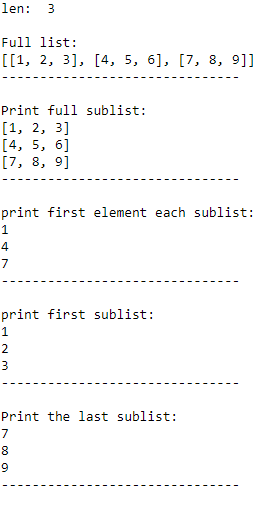 len:  3
Full list:
[[1, 2, 3], [4, 5, 6], [7, 8, 9]]
------------------------------
Print full sublist:
[1, 2, 3]
[4, 5, 6]
[7, 8, 9]
------------------------------
print first element each sublist:
1
4
7
------------------------------
print first sublist:
1
2
3
------------------------------
Print the last sublist:
7
8
9
------------------------------